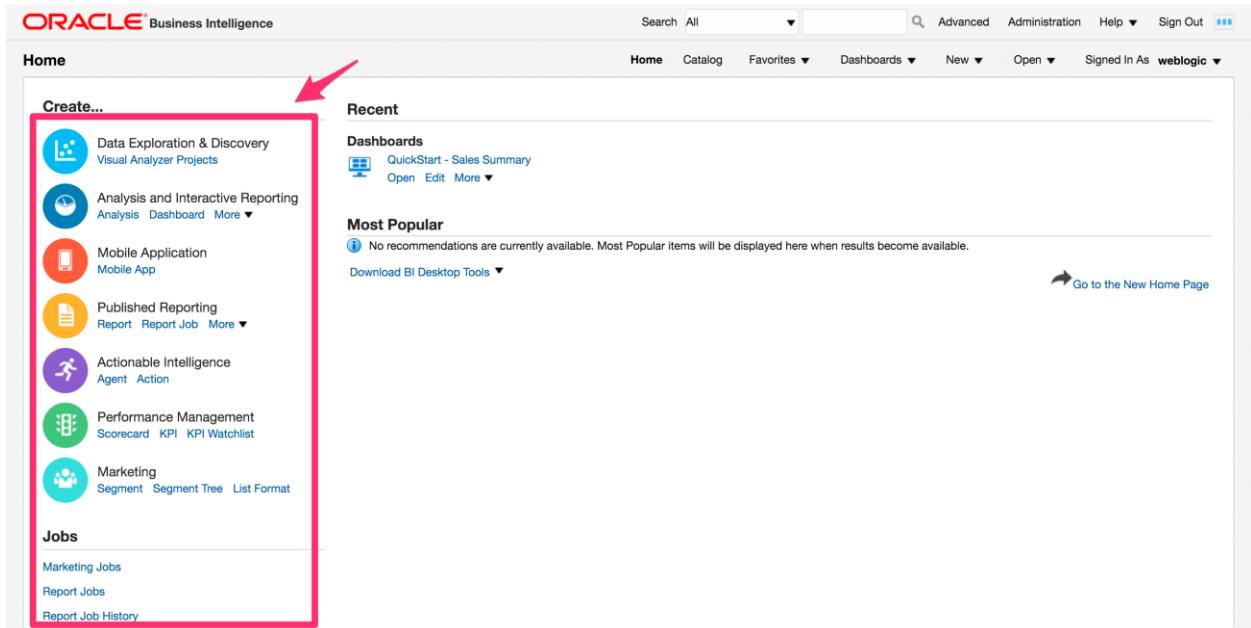 ORACLE Business Intelligence
Search All Advanced Administration Help Sign Out
Home
Home Catalog Favorites Dashboards New Open Signed In As weblogic
Create...
Data Exploration & Discovery
Visual Analyzer Projects
Analysis and Interactive Reporting
Analysis Dashboard More
Mobile Application
Mobile App
Published Reporting
Report Report Job More
Actionable Intelligence
Agent Action
Performance Management
Scorecard KPI KPI Watchlist
Marketing
Segment Segment Tree List Format
Jobs
Marketing Jobs
Report Jobs
Report Job History
Recent
Dashboards
QuickStart - Sales Summary
Open Edit More
Most Popular
No recommendations are currently available. Most Popular items will be displayed here when results become available.
Download BI Desktop Tools
Go to the New Home Page